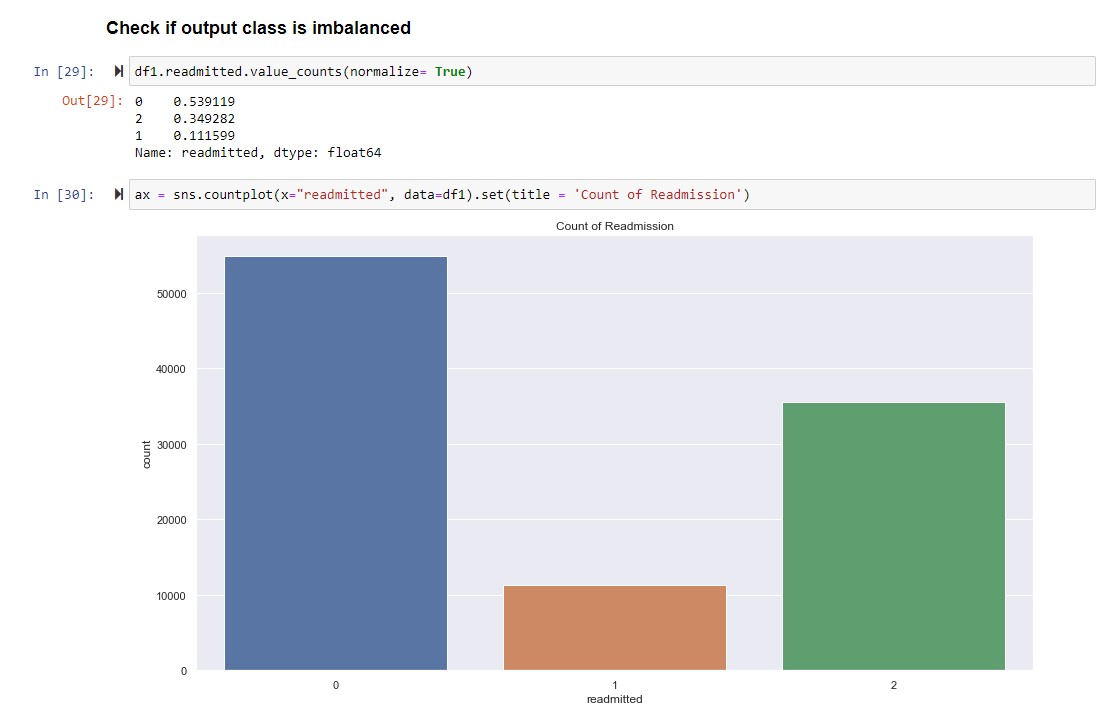 Check if output class is imbalanced
In [29]: df1.readmitted.value_counts(normalize= True)
Out[29]: 0    0.539119
2    0.349282
1    0.111599
Name: readmitted, dtype: float64
In [30]: ax = sns.countplot(x="readmitted", data=df1).set(title = 'Count of Readmission')
Count of Readmission
50000
40000
30000
20000
10000
0
count
0 1 2
readmitted